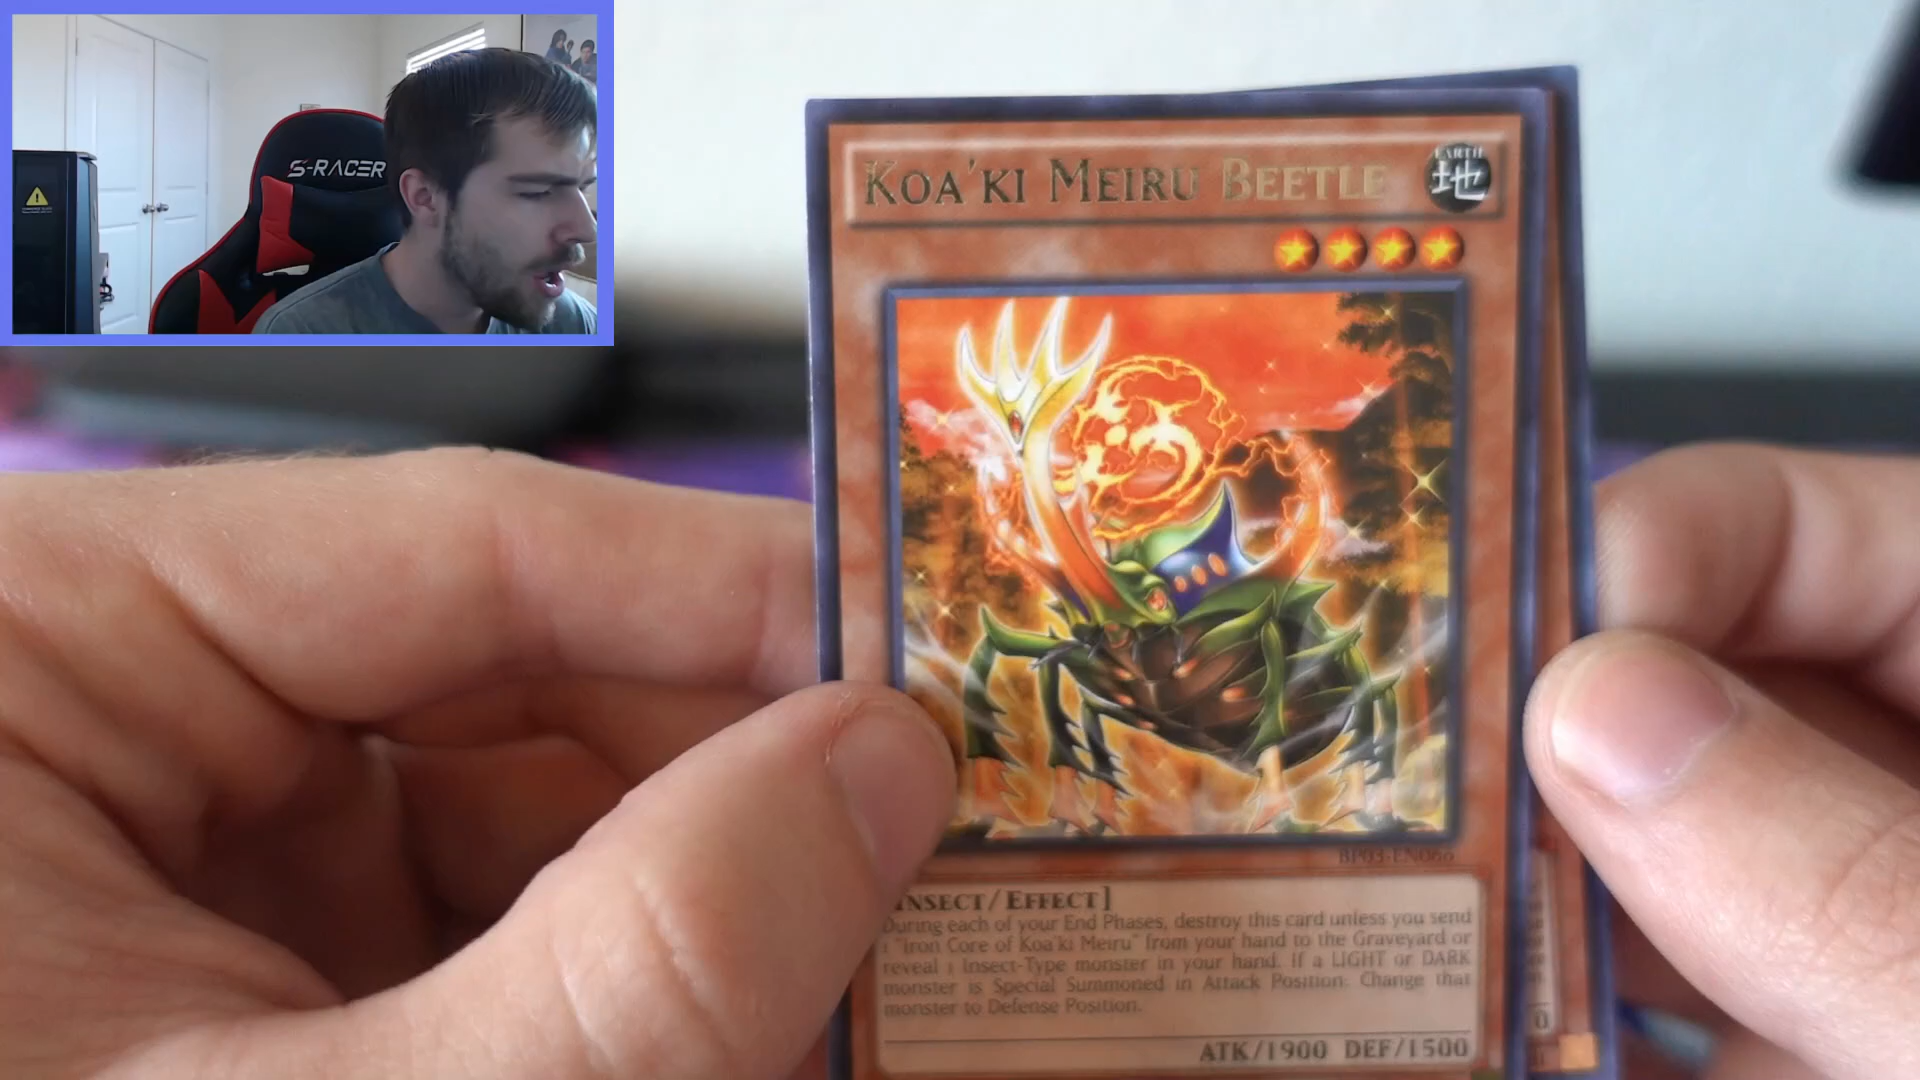 S-RACER
KOA'KI MEIRU BEETLE
EARTH
地
BP03-EN066
INSECT/EFFECT]
During each of your End Phases, destroy this card unless you send
1 "Iron Core of Koa'ki Meiru" from your hand to the Graveyard or
reveal 1 Insect-Type monster in your hand. If a LIGHT or DARK
monster is Special Summoned in Attack Position: Change that
monster to Defense Position.
ATK/1900 DEF/1500